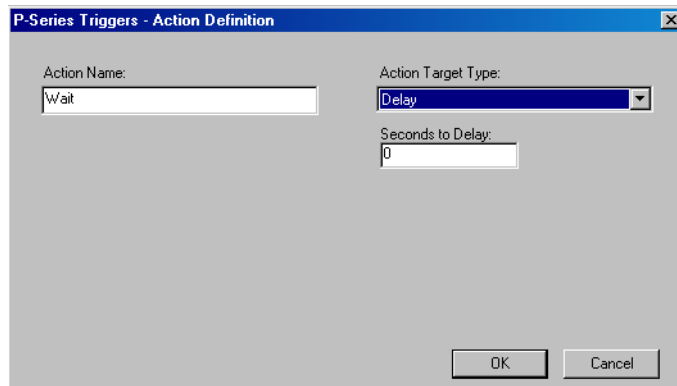 P-Series Triggers - Action Definition
Action Name:
Action Target Type:
Wait
Delay
Seconds to Delay:
0
OK
Cancel